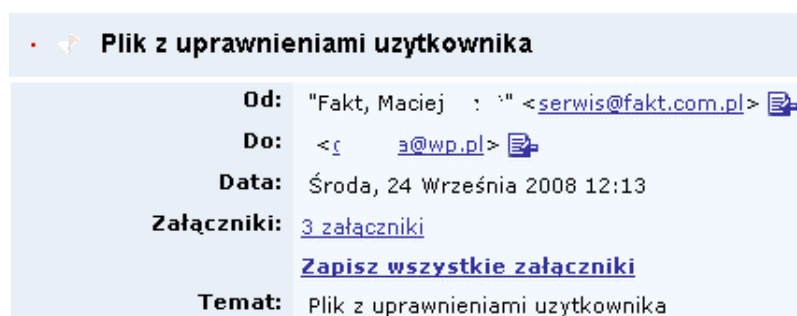 Plik z uprawnieniami uzytkownika
Od: "Fakt, Maciej" <serwis@fakt.com.pl>
Do: < a@wp.pl>
Data: Środa, 24 Września 2008 12:13
Załączniki: 3 załączniki
Zapisz wszystkie załączniki
Temat: Plik z uprawnieniami uzytkownika